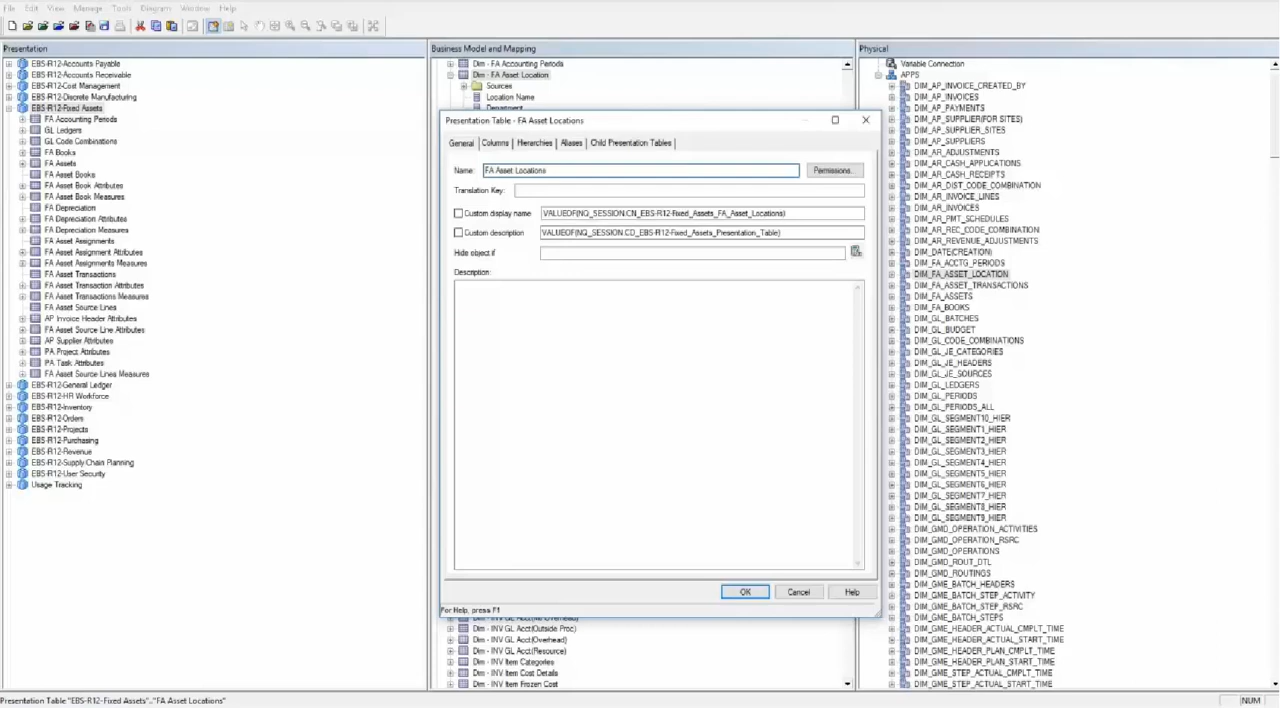 File Edit View Manage Tools Diagram Window Help
Presentation
EBS-R12-Accounts Payable
EBS-R12-Accounts Receivable
EBS-R12-Cost Management
EBS-R12-Discrete Manufacturing
EBS-R12-Fixed Assets
FA Accounting Periods
GL Ledgers
GL Code Combinations
FA Books
FA Assets
FA Asset Books
FA Asset Book Attributes
FA Asset Book Measures
FA Depreciation
FA Depreciation Attributes
FA Depreciation Measures
FA Asset Assignments
FA Asset Assignment Attributes
FA Asset Assignments Measures
FA Asset Transactions
FA Asset Transaction Attributes
FA Asset Transactions Measures
FA Asset Source Lines
AP Invoice Header Attributes
FA Asset Source Line Attributes
AP Supplier Attributes
PA Project Attributes
PA Task Attributes
FA Asset Source Lines Measures
EBS-R12-General Ledger
EBS-R12-HR Workforce
EBS-R12-Inventory
EBS-R12-Orders
EBS-R12-Projects
EBS-R12-Purchasing
EBS-R12-Revenue
EBS-R12-Supply Chain Planning
EBS-R12-User Security
Usage Tracking
Business Model and Mapping
Dim - FA Accounting Periods
Dim - FA Asset Location
Sources
Location Name
Department
Presentation Table - FA Asset Locations
General Columns Hierarchies Aliases Child Presentation Tables
Name: FA Asset Locations Permissions...
Translation Key:
Custom display name VALUEOF(NQ_SESSION.CN_EBS-R12-Fixed_Assets_FA_Asset_Locations)
Custom description VALUEOF(NQ_SESSION.CD_EBS-R12-Fixed_Assets_Presentation_Table)
Hide object if
Description:
OK Cancel Help
For Help, press F1
Dim - INV GL Acct(No Overhead)
Dim - INV GL Acct(Outside Proc)
Dim - INV GL Acct(Overhead)
Dim - INV GL Acct(Resource)
Dim - INV Item Categories
Dim - INV Item Cost Details
Dim - INV Item Frozen Cost
Physical
Variable Connection
APPS
DIM_AP_INVOICE_CREATED_BY
DIM_AP_INVOICES
DIM_AP_PAYMENTS
DIM_AP_SUPPLIER(FOR SITES)
DIM_AP_SUPPLIER_SITES
DIM_AP_SUPPLIERS
DIM_AR_ADJUSTMENTS
DIM_AR_CASH_APPLICATIONS
DIM_AR_CASH_RECEIPTS
DIM_AR_DIST_CODE_COMBINATION
DIM_AR_INVOICE_LINES
DIM_AR_INVOICES
DIM_AR_PMT_SCHEDULES
DIM_AR_REC_CODE_COMBINATION
DIM_AR_REVENUE_ADJUSTMENTS
DIM_DATE(CREATION)
DIM_FA_ACCTG_PERIODS
DIM_FA_ASSET_LOCATION
DIM_FA_ASSET_TRANSACTIONS
DIM_FA_ASSETS
DIM_FA_BOOKS
DIM_GL_BATCHES
DIM_GL_BUDGET
DIM_GL_CODE_COMBINATIONS
DIM_GL_JE_CATEGORIES
DIM_GL_JE_HEADERS
DIM_GL_JE_SOURCES
DIM_GL_LEDGERS
DIM_GL_PERIODS
DIM_GL_PERIODS_ALL
DIM_GL_SEGMENT10_HIER
DIM_GL_SEGMENT1_HIER
DIM_GL_SEGMENT2_HIER
DIM_GL_SEGMENT3_HIER
DIM_GL_SEGMENT4_HIER
DIM_GL_SEGMENT5_HIER
DIM_GL_SEGMENT6_HIER
DIM_GL_SEGMENT7_HIER
DIM_GL_SEGMENT8_HIER
DIM_GL_SEGMENT9_HIER
DIM_GMD_OPERATION_ACTIVITIES
DIM_GMD_OPERATION_RSRC
DIM_GMD_OPERATIONS
DIM_GMD_ROUT_DTL
DIM_GMD_ROUTINGS
DIM_GME_BATCH_HEADERS
DIM_GME_BATCH_STEP_ACTIVITY
DIM_GME_BATCH_STEP_RSRC
DIM_GME_BATCH_STEPS
DIM_GME_HEADER_ACTUAL_CMPLT_TIME
DIM_GME_HEADER_ACTUAL_START_TIME
DIM_GME_HEADER_PLAN_CMPLT_TIME
DIM_GME_HEADER_PLAN_START_TIME
DIM_GME_STEP_ACTUAL_CMPLT_TIME
DIM_GME_STEP_ACTUAL_START_TIME
Presentation Table "EBS-R12-Fixed Assets".."FA Asset Locations"
NUM